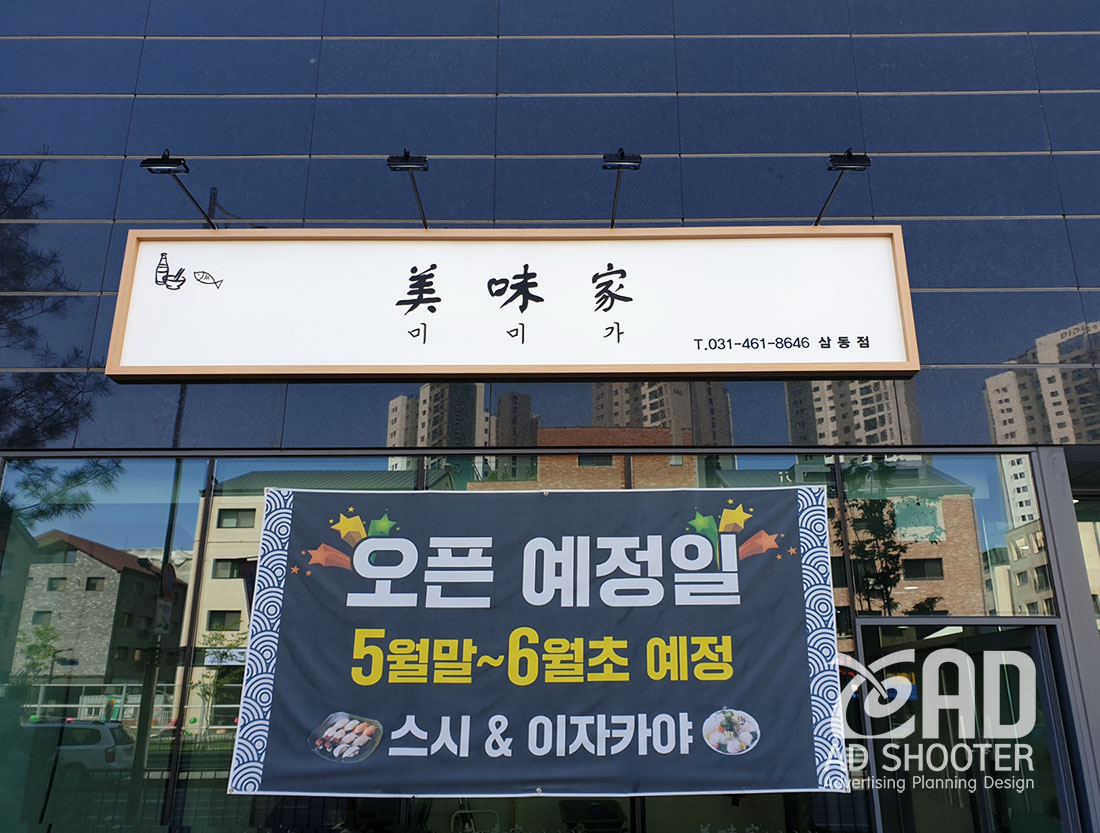 美味家
미미가
T.031-461-8646 삼동점
오픈 예정일
5월말~6월초 예정
스시 & 이자카야
AD
AD SHOOTER
Advertising Planning Design